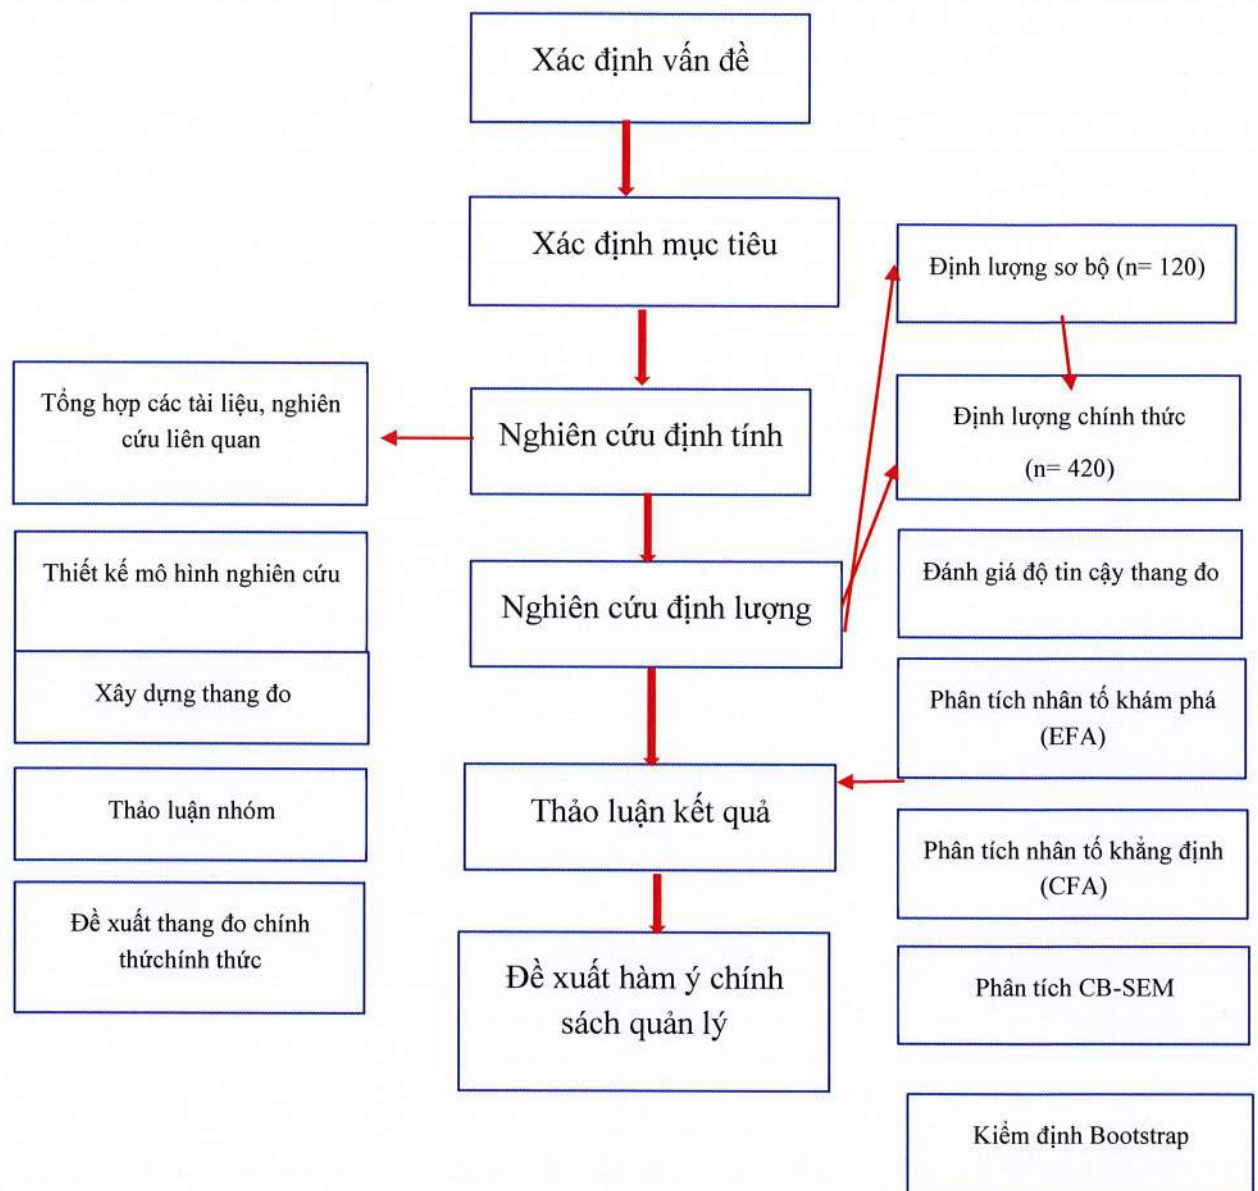 Xác định vấn đề
Xác định mục tiêu
Định lượng sơ bộ (n= 120)
Tổng hợp các tài liệu, nghiên
cứu liên quan
Nghiên cứu định tính
Định lượng chính thức
(n= 420)
Thiết kế mô hình nghiên cứu
Nghiên cứu định lượng
Đánh giá độ tin cậy thang đo
Xây dựng thang đo
Phân tích nhân tố khám phá
(EFA)
Thảo luận nhóm
Thảo luận kết quả
Phân tích nhân tố khẳng định
(CFA)
Đề xuất thang đo chính
thứchính thức
Đề xuất hàm ý chính
sách quản lý
Phân tích CB-SEM
Kiểm định Bootstrap